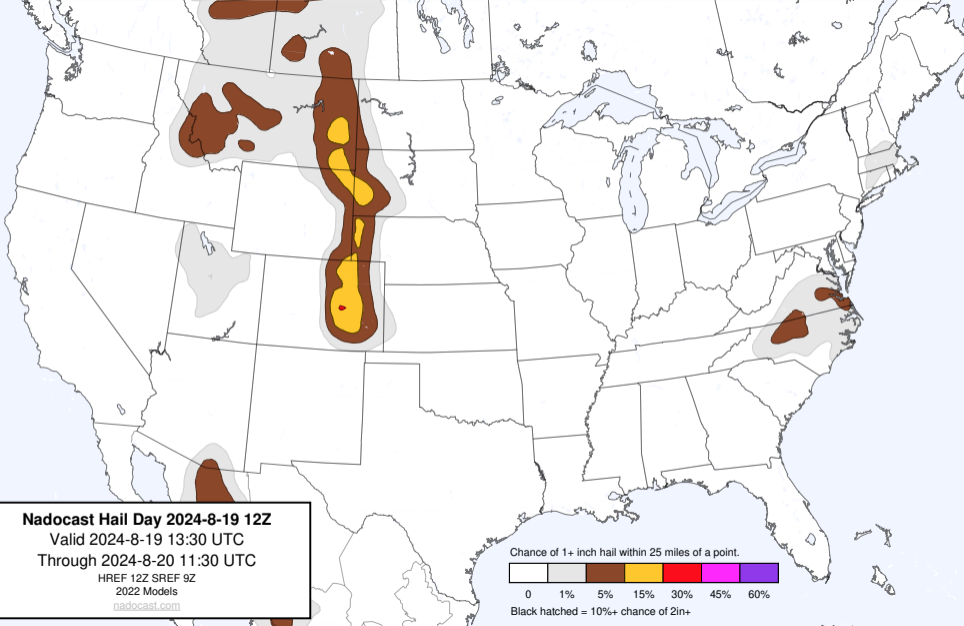 Nadocast Hail Day 2024-8-19 12Z
Valid 2024-8-19 13:30 UTC
Through 2024-8-20 11:30 UTC
HREF 12Z SREF 9Z
2022 Models
nadocast.com
Chance of 1+ inch hail within 25 miles of a point.
0 1% 5% 15% 30% 45% 60%
Black hatched = 10%+ chance of 2in+